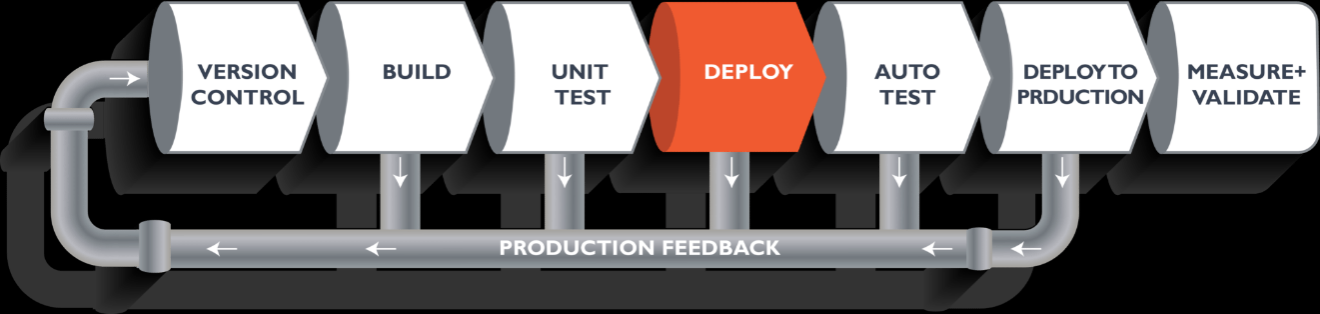 VERSION
CONTROL
BUILD
UNIT
TEST
DEPLOY
AUTO
TEST
DEPLOY TO
PRDUCTION
MEASURE+
VALIDATE
PRODUCTION FEEDBACK